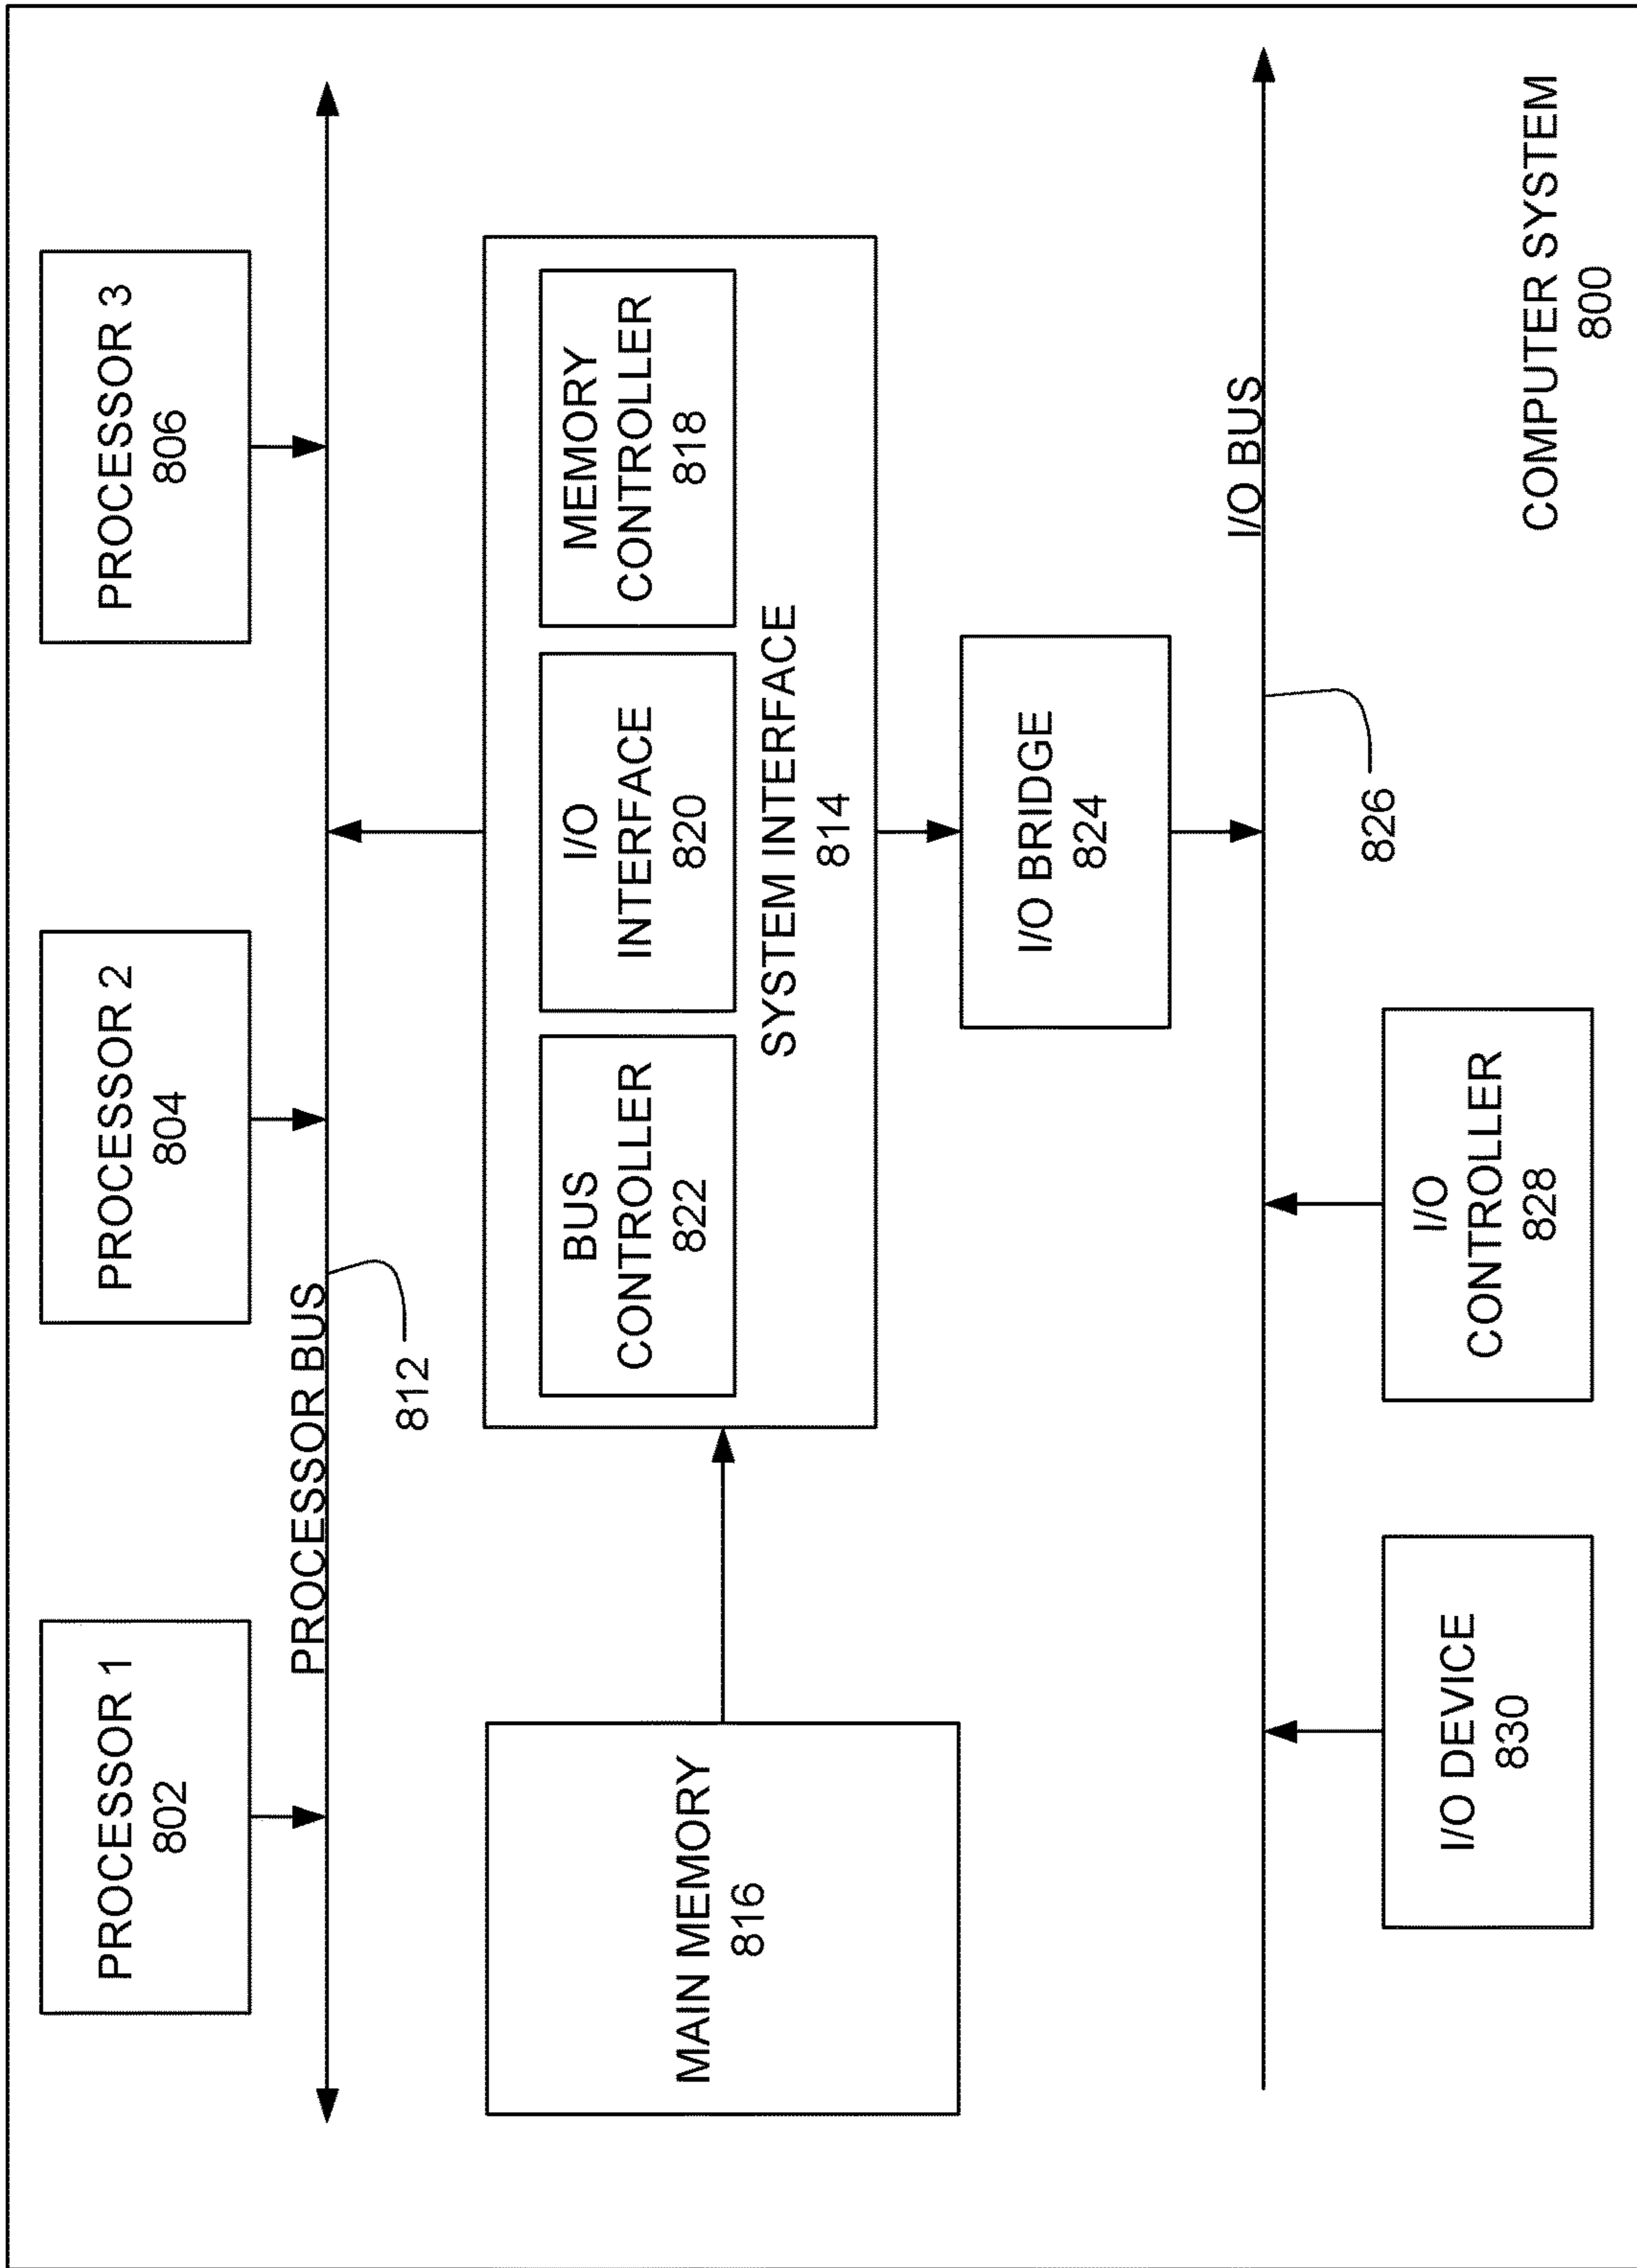 PROCESSOR 1
802
PROCESSOR 2
804
PROCESSOR 3
806
PROCESSOR BUS
812
MAIN MEMORY
816
BUS
CONTROLLER
822
I/O
INTERFACE
820
MEMORY
CONTROLLER
818
SYSTEM INTERFACE
814
I/O BRIDGE
824
I/O BUS
826
I/O DEVICE
830
I/O
CONTROLLER
828
COMPUTER SYSTEM
800